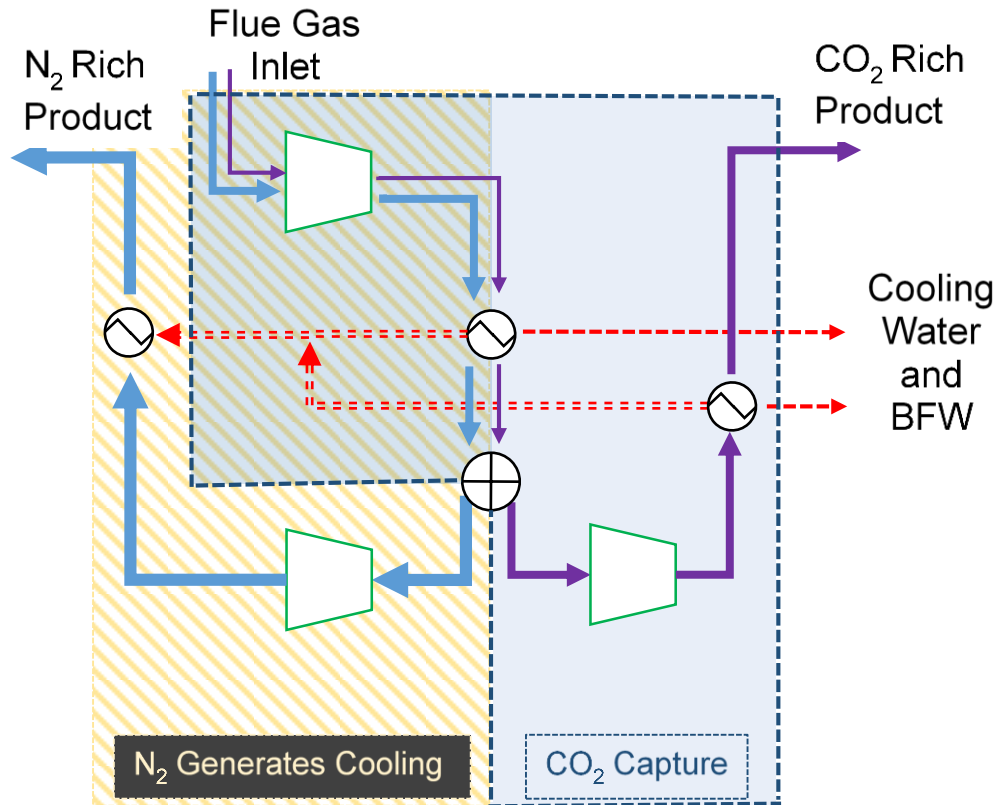 Flue Gas
Inlet
N₂ Rich
Product
CO₂ Rich
Product
Cooling
Water
and
BFW
N₂ Generates Cooling
CO₂ Capture